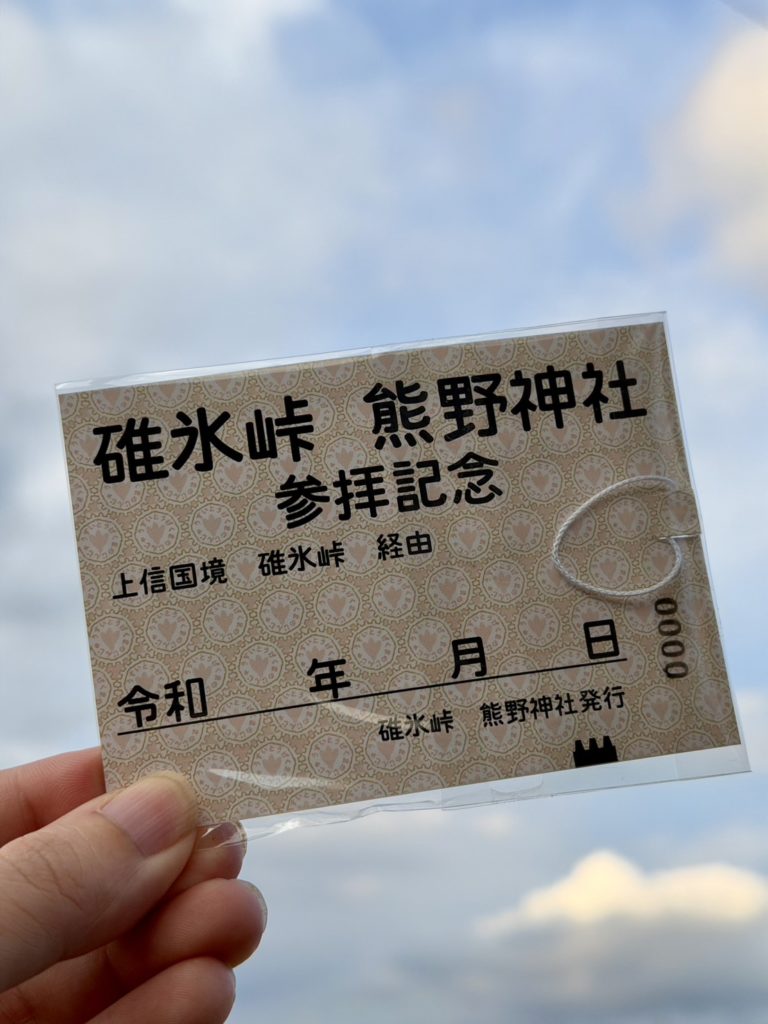 碓氷峠 熊野神社
参拝記念
上信国境 碓氷峠 経由
令和 年 月 日
0000
碓氷峠 熊野神社発行